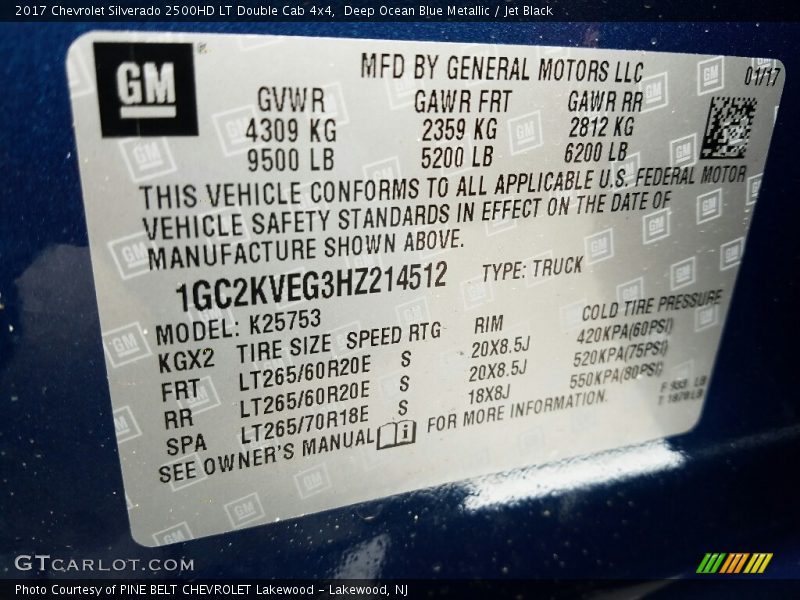 2017 Chevrolet Silverado 2500HD LT Double Cab 4x4, Deep Ocean Blue Metallic / Jet Black
GM
MFD BY GENERAL MOTORS LLC 01/17
GVWR GAWR FRT GAWR RR
4309 KG 2359 KG 2812 KG
9500 LB 5200 LB 6200 LB
THIS VEHICLE CONFORMS TO ALL APPLICABLE U.S. FEDERAL MOTOR
VEHICLE SAFETY STANDARDS IN EFFECT ON THE DATE OF
MANUFACTURE SHOWN ABOVE.
1GC2KVEG3HZ214512 TYPE: TRUCK
MODEL: K25753
KGX2 TIRE SIZE SPEED RTG RIM COLD TIRE PRESSURE
FRT LT265/60R20E S 20X8.5J 420KPA(60PSI)
RR LT265/60R20E S 20X8.5J 520KPA(75PSI)
SPA LT265/70R18E S 18X8J 550KPA(80PSI)
SEE OWNER'S MANUAL FOR MORE INFORMATION.
GTCARLOT.COM
Photo Courtesy of PINE BELT CHEVROLET Lakewood - Lakewood, NJ